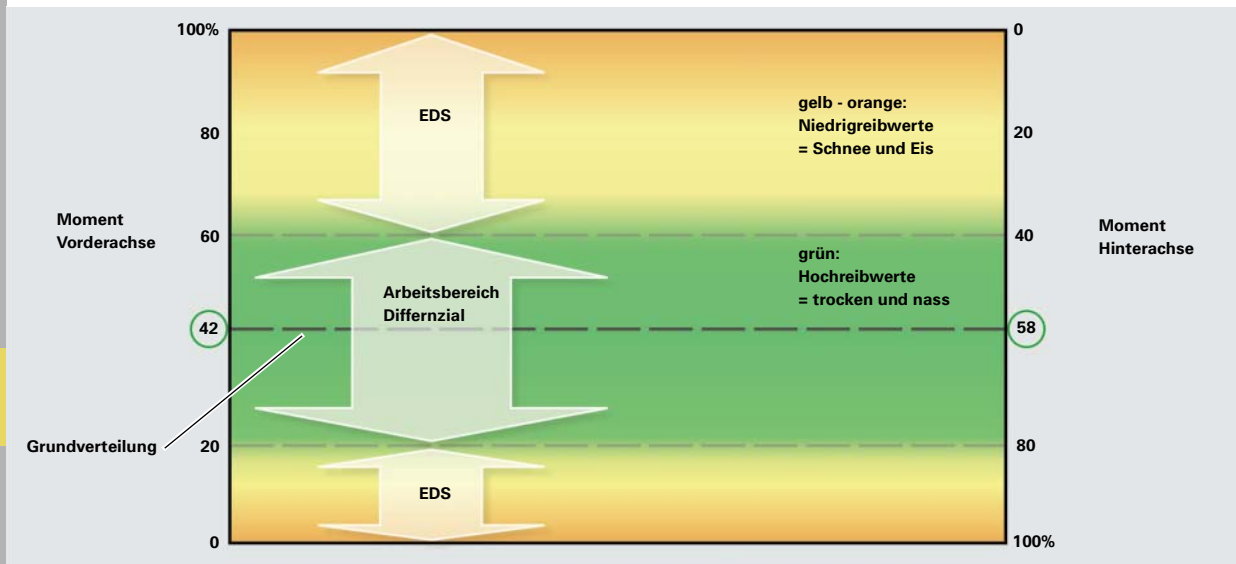 100%
0
EDS
gelb - orange:
Niedrigreibwerte
= Schnee und Eis
80
20
Moment
Vorderachse
60
40
Moment
Hinterachse
grün:
Hochreibwerte
= trocken und nass
Arbeitsbereich
Differnzial
42
58
Grundverteilung
20
80
EDS
0
100%